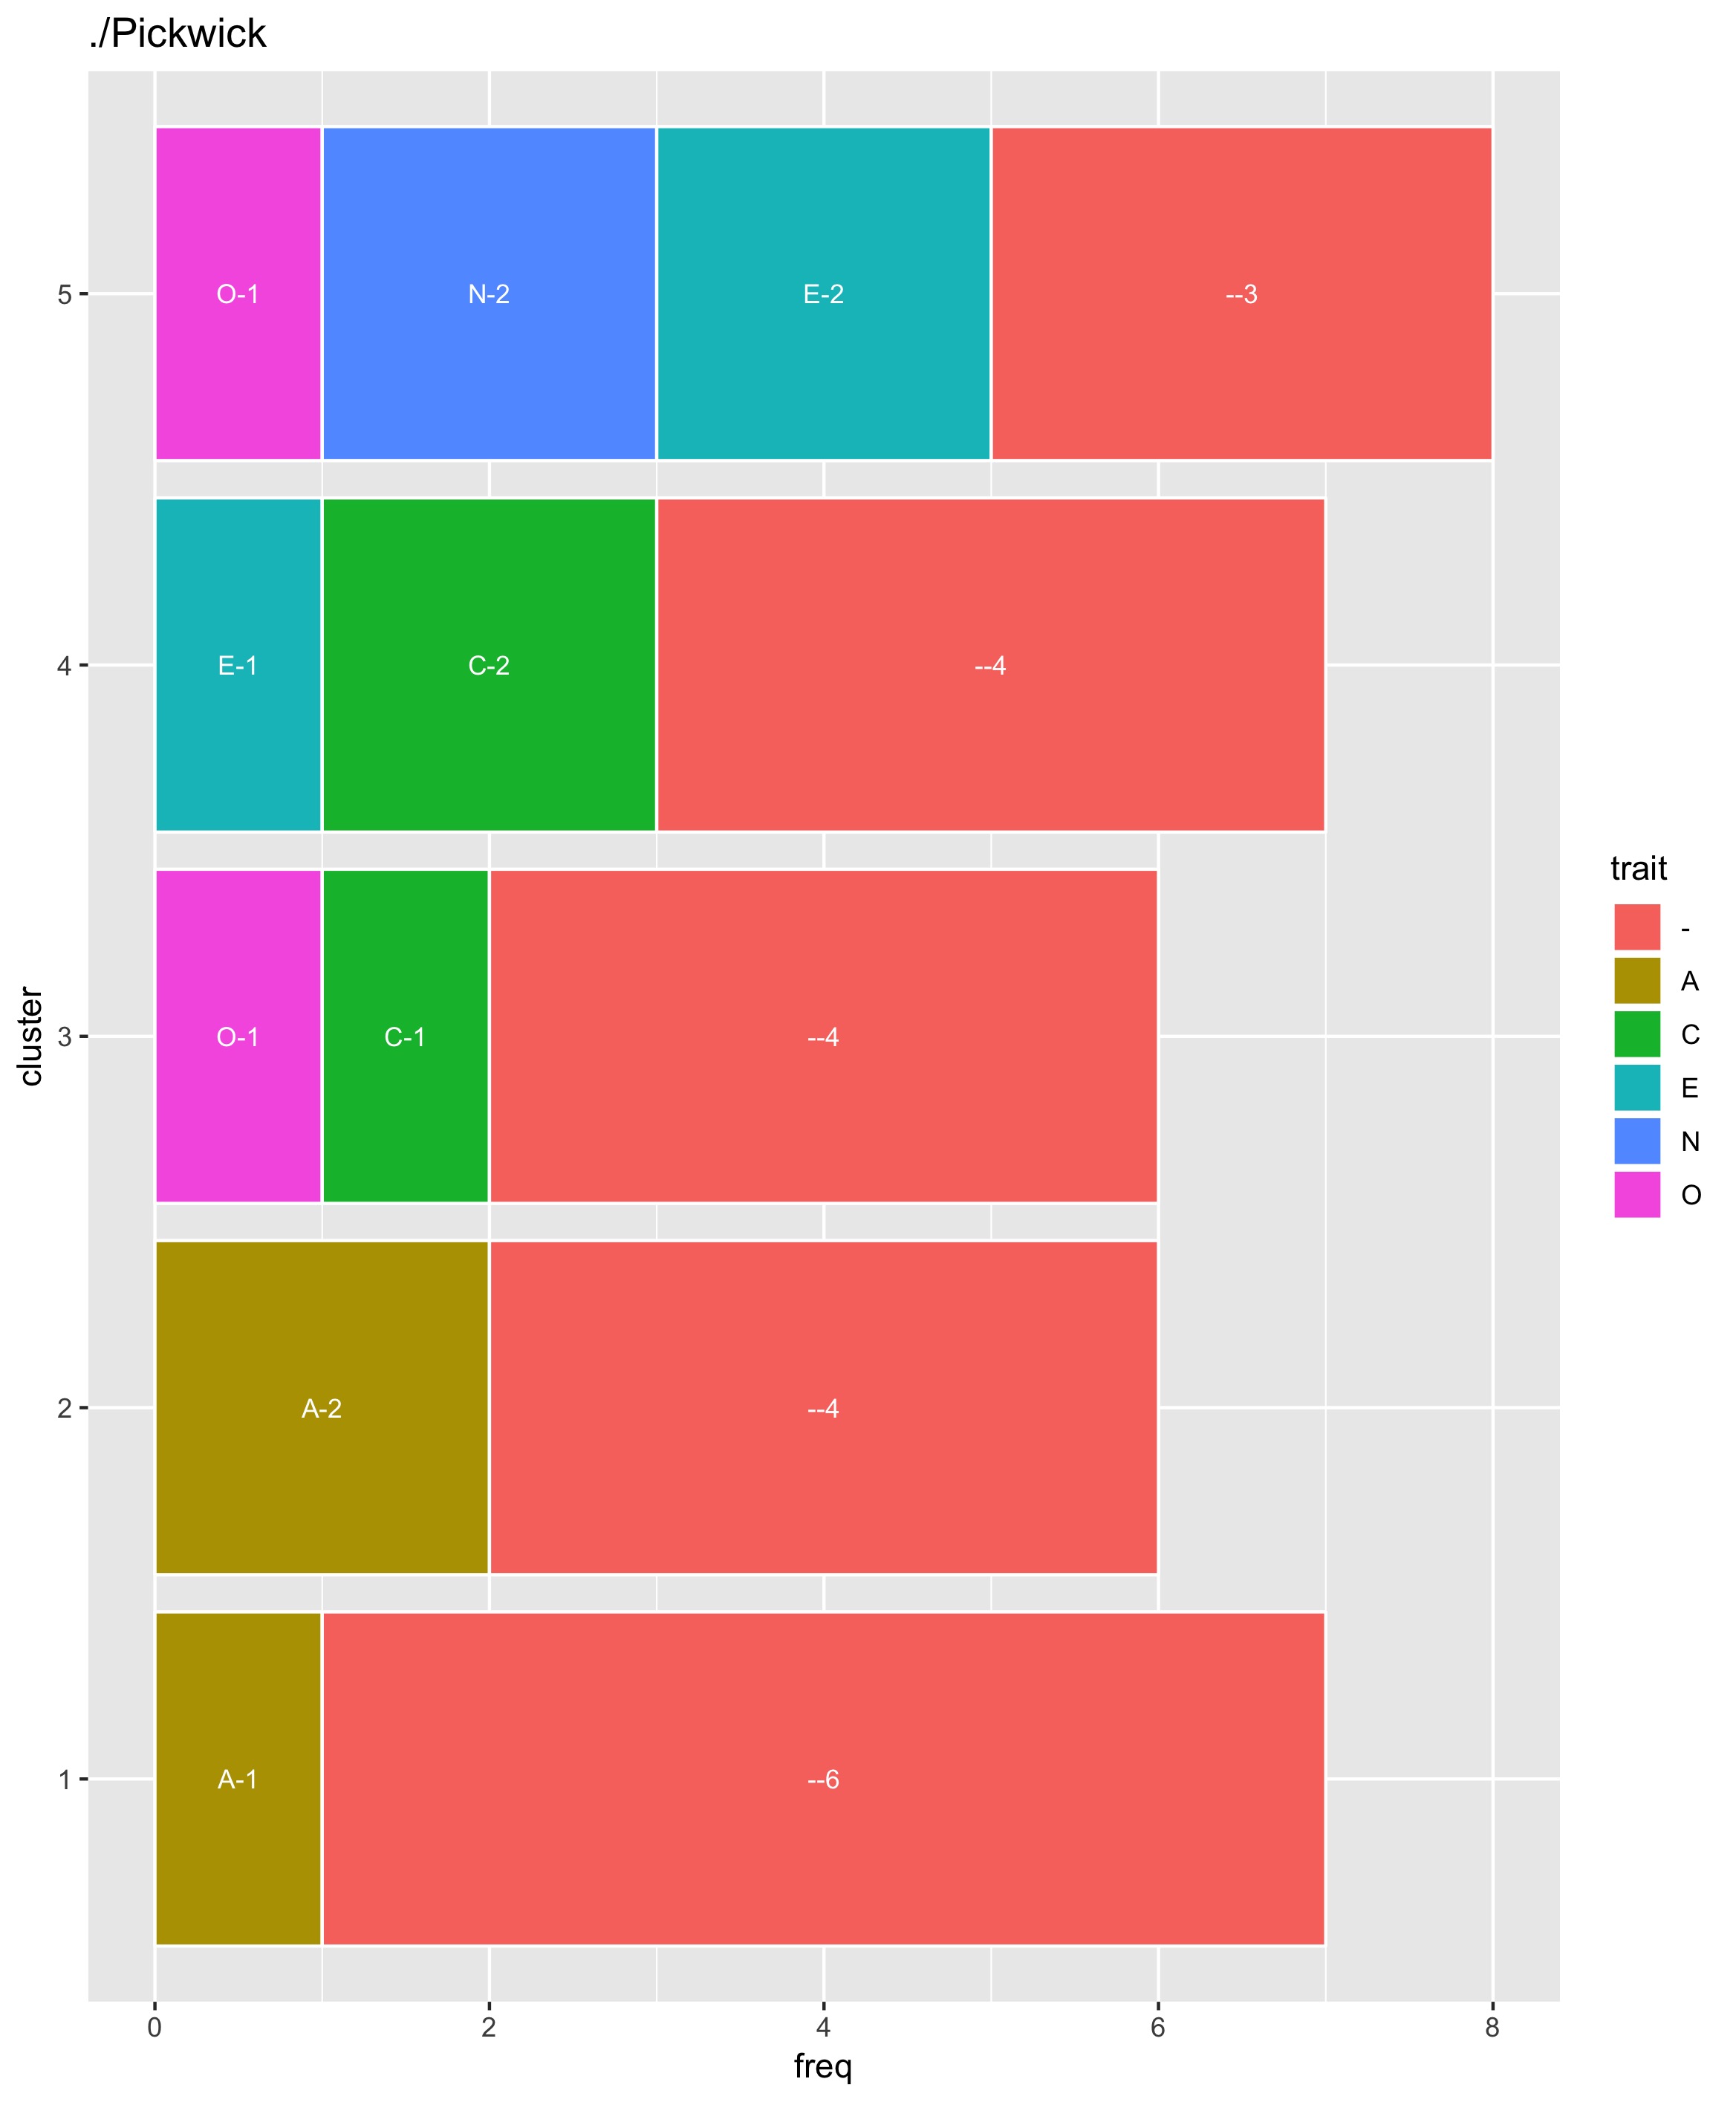 ./Pickwick
O-1 N-2 E-2 --3
5
E-1 C-2 --4
4
O-1 C-1 --4
3
A-2 --4
2
A-1 --6
1
cluster
0 2 4 6 8
freq
trait
-
A
C
E
N
O